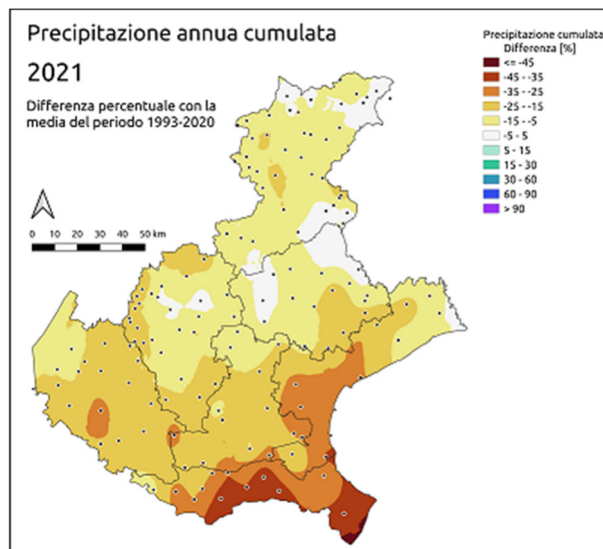 Precipitazione annua cumulata
2021
Differenza percentuale con la
media del periodo 1993-2020
0 10 20 30 40 50 km
Precipitazione cumulata
Differenza [%]
<= -45
-45 - -35
-35 - -25
-25 - -15
-15 - -5
-5 - 5
5 - 15
15 - 30
30 - 60
60 - 90
> 90